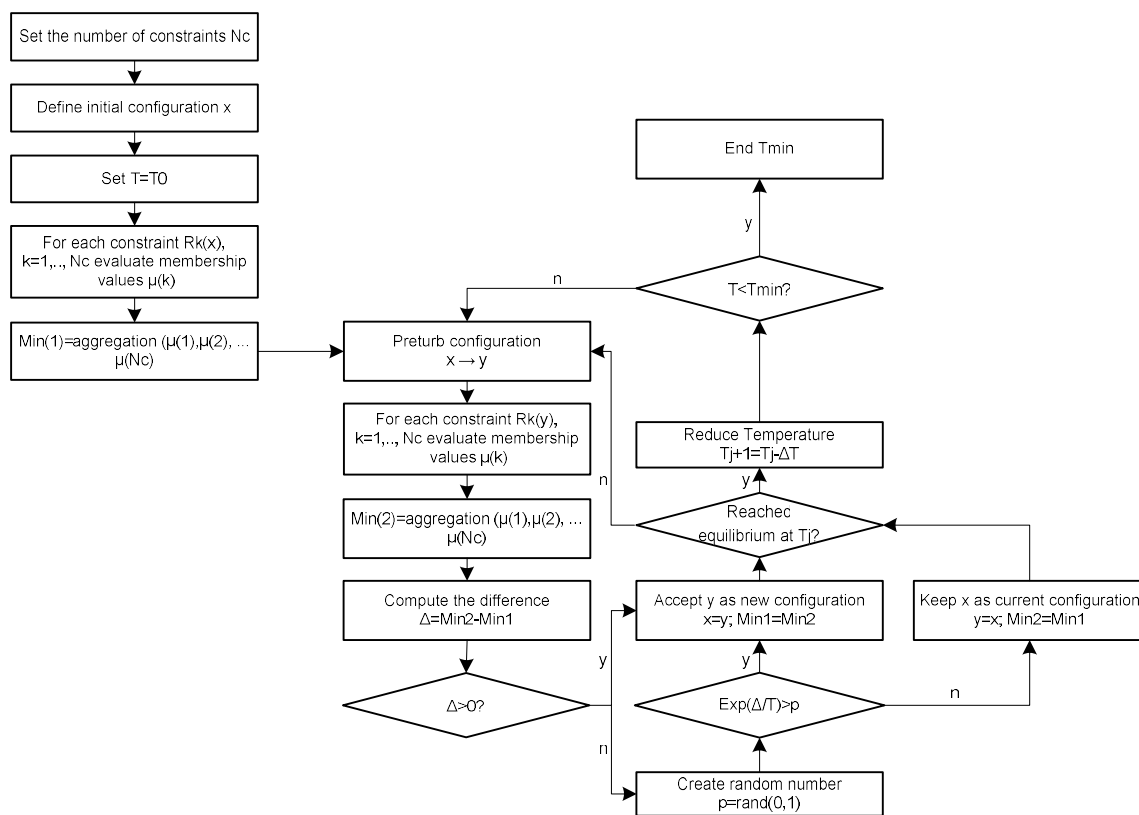 Set the number of constraints Nc
Define initial configuration x
Set T=T0
For each constraint Rk(x),
k=1,.., Nc evaluate membership
values μ(k)
Min(1)=aggregation (μ(1),μ(2), ...
μ(Nc)
Preturb configuration
x → y
For each constraint Rk(y),
k=1,.., Nc evaluate membership
values μ(k)
Min(2)=aggregation (μ(1),μ(2), ...
μ(Nc)
Compute the difference
Δ=Min2-Min1
Δ>0?
y
n
Create random number
p=rand(0,1)
Exp(Δ/T)>p
y
n
Accept y as new configuration
x=y; Min1=Min2
Keep x as current configuration
y=x; Min2=Min1
Reached
equilibrium at Tj?
n
y
Reduce Temperature
Tj+1=Tj-ΔT
T<Tmin?
n
y
End Tmin